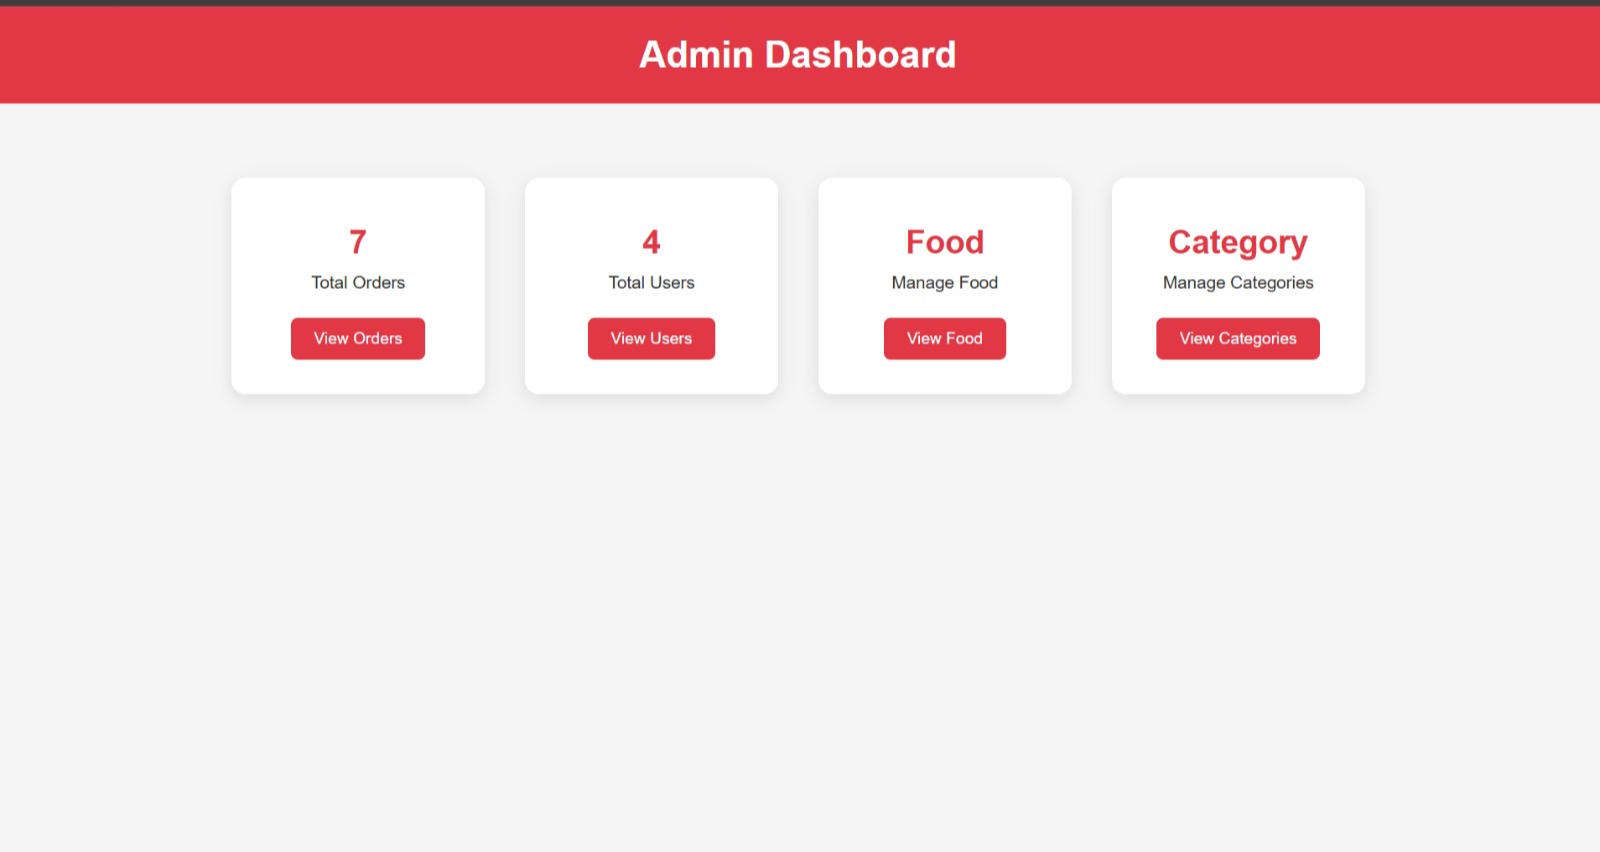 Admin Dashboard
7
Total Orders
View Orders
4
Total Users
View Users
Food
Manage Food
View Food
Category
Manage Categories
View Categories